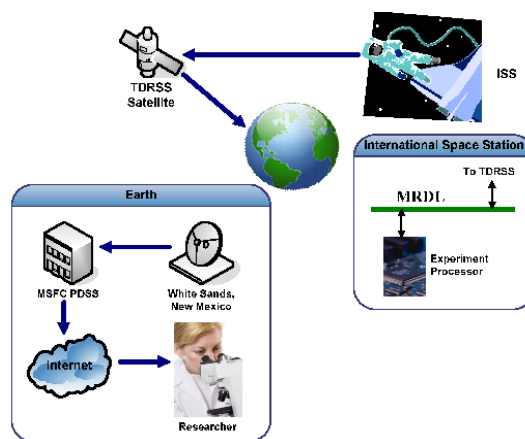 TDRSS
Satellite
ISS
International Space Station
To TDRSS
MRDL
Experiment
Processor
Earth
MSFC PDSS
White Sands,
New Mexico
Internet
Researcher